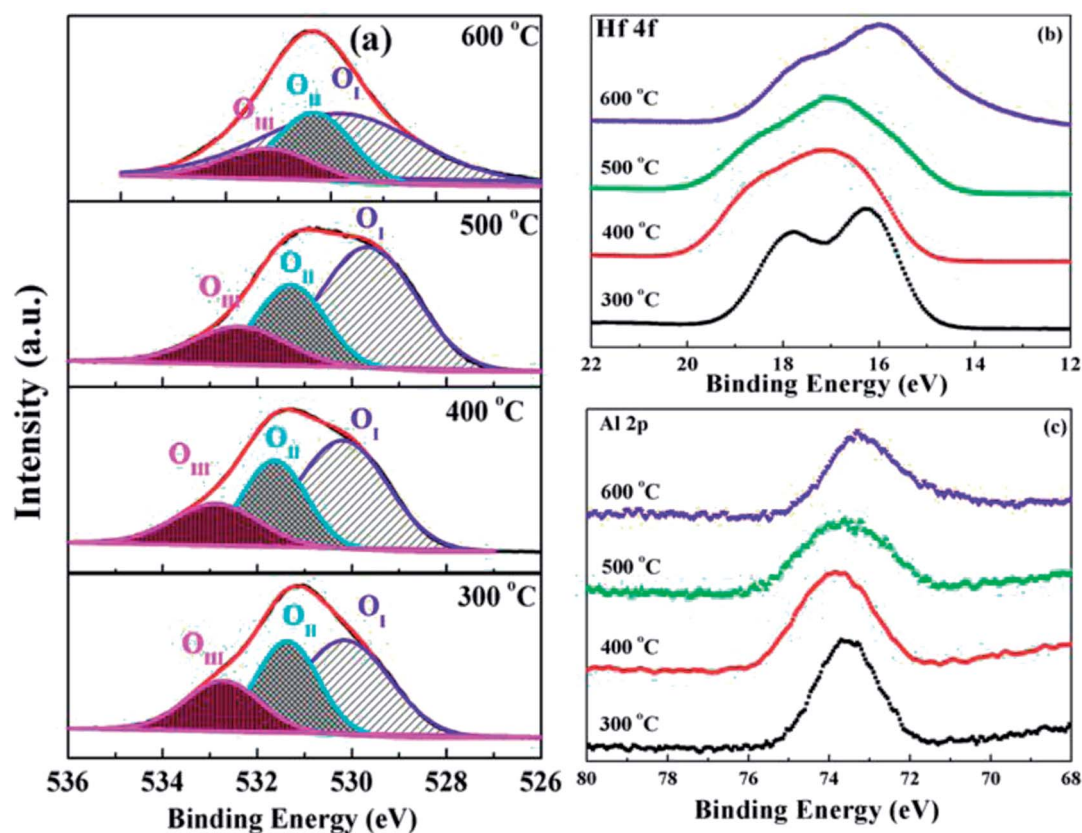 Intensity (a.u.)
(a)
600 °C
O_I
O_II
O_III
500 °C
O_I
O_II
O_III
400 °C
O_I
O_II
O_III
300 °C
O_I
O_II
O_III
536 534 532 530 528 526
Binding Energy (eV)
Hf 4f
(b)
600 °C
500 °C
400 °C
300 °C
22 20 18 16 14 12
Binding Energy (eV)
Al 2p
(c)
600 °C
500 °C
400 °C
300 °C
80 78 76 74 72 70 68
Binding Energy (eV)